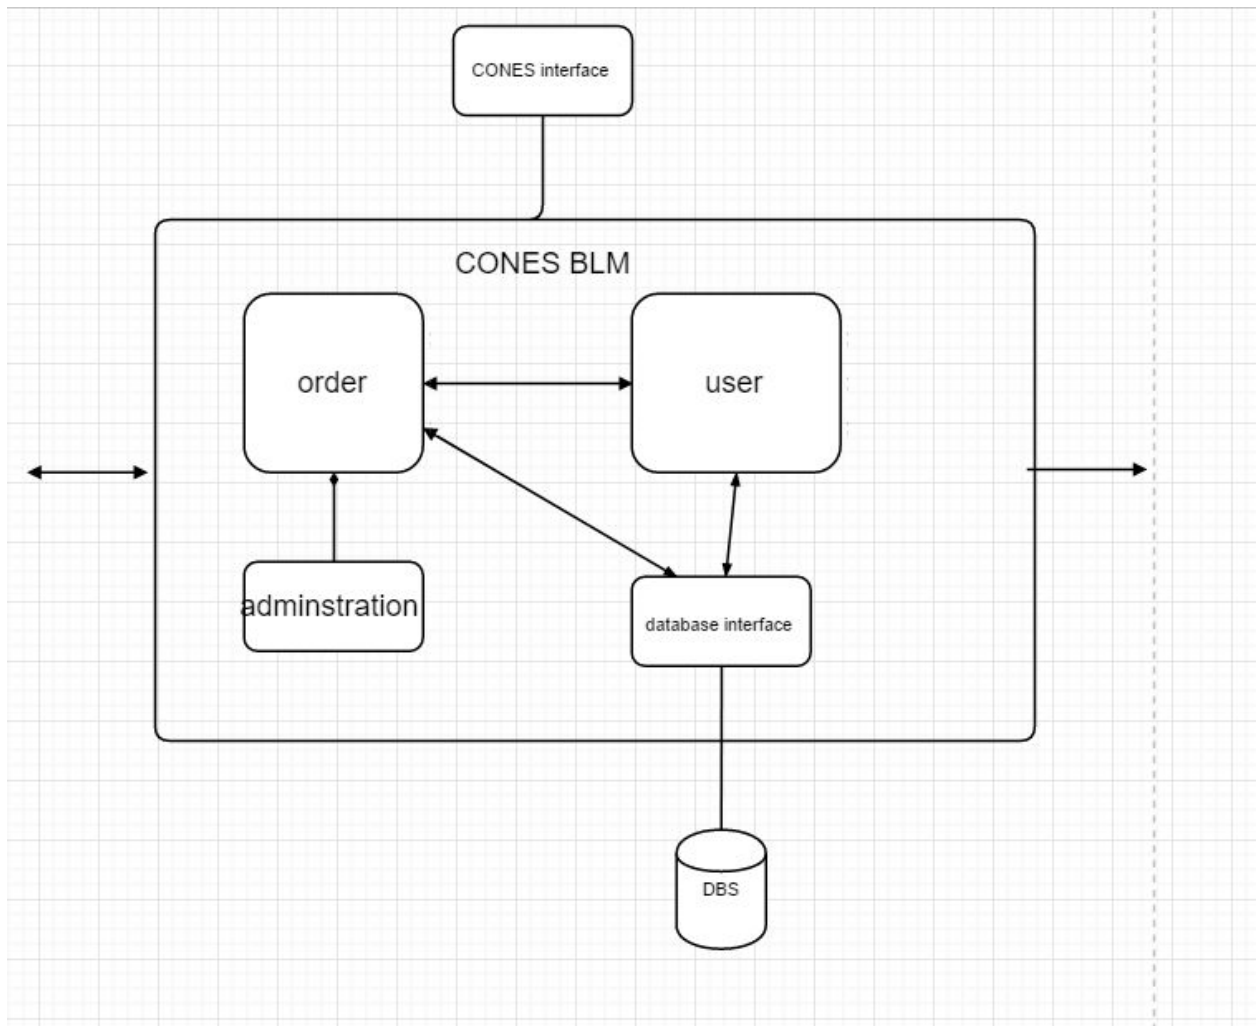 CONES interface
CONES BLM
order
user
adminstration
database interface
DBS